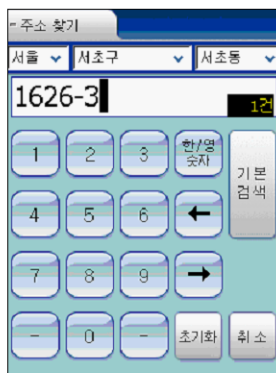 주소 찾기
서울 서초구 서초동
1626-3
1건
1 2 3 한/영 숫자
기본 검색
4 5 6 ←
7 8 9 →
- 0 - 초기화 취소